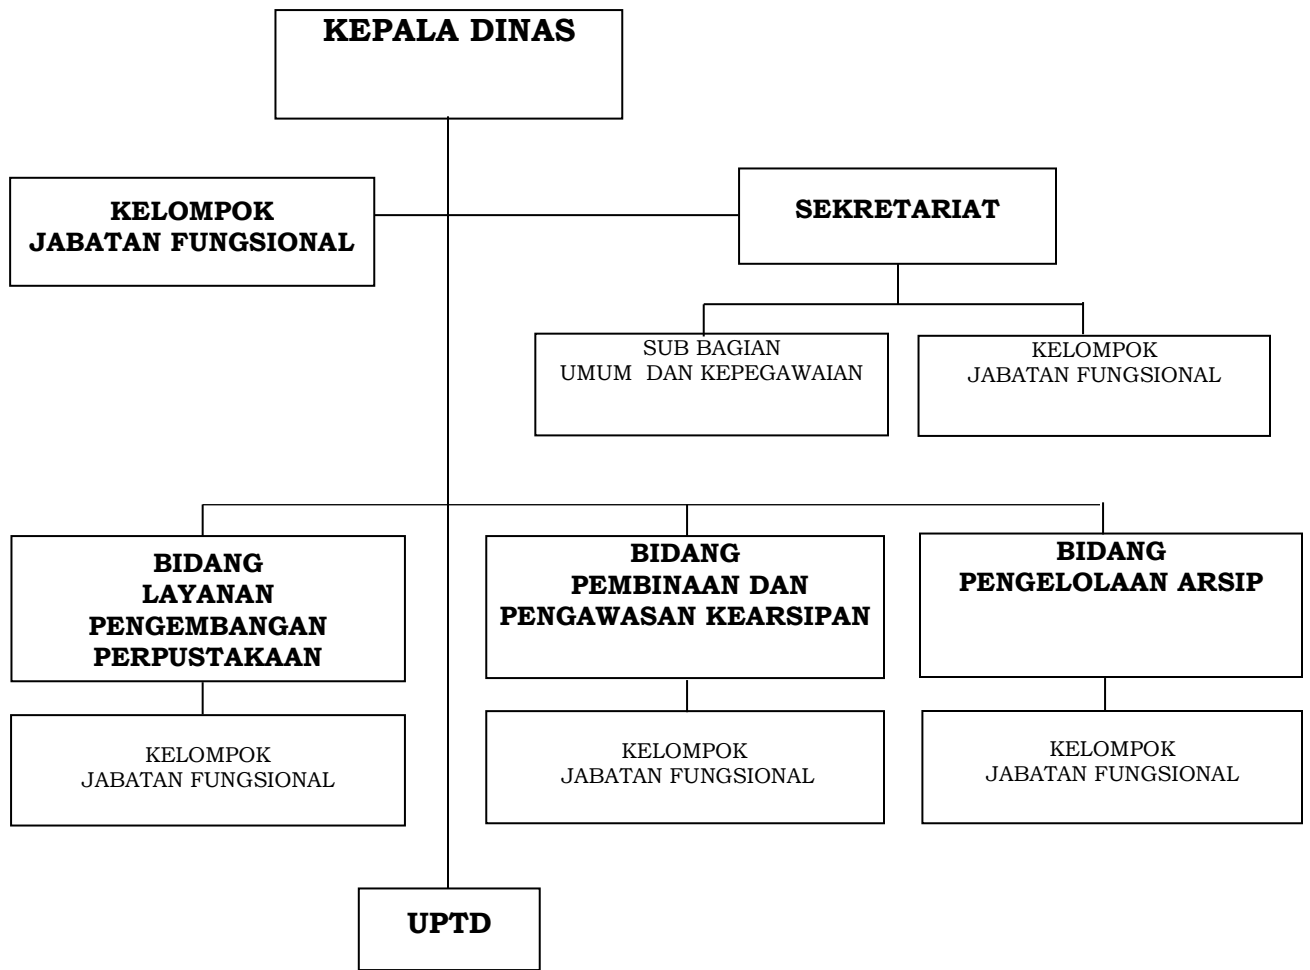 KEPALA DINAS
KELOMPOK
JABATAN FUNGSIONAL
SEKRETARIAT
SUB BAGIAN
UMUM DAN KEPEGAWAIAN
KELOMPOK
JABATAN FUNGSIONAL
BIDANG
LAYANAN
PENGEMBANGAN
PERPUSTAKAAN
BIDANG
PEMBINAAN DAN
PENGAWASAN KEARSIPAN
BIDANG
PENGELOLAAN ARSIP
KELOMPOK
JABATAN FUNGSIONAL
KELOMPOK
JABATAN FUNGSIONAL
KELOMPOK
JABATAN FUNGSIONAL
UPTD